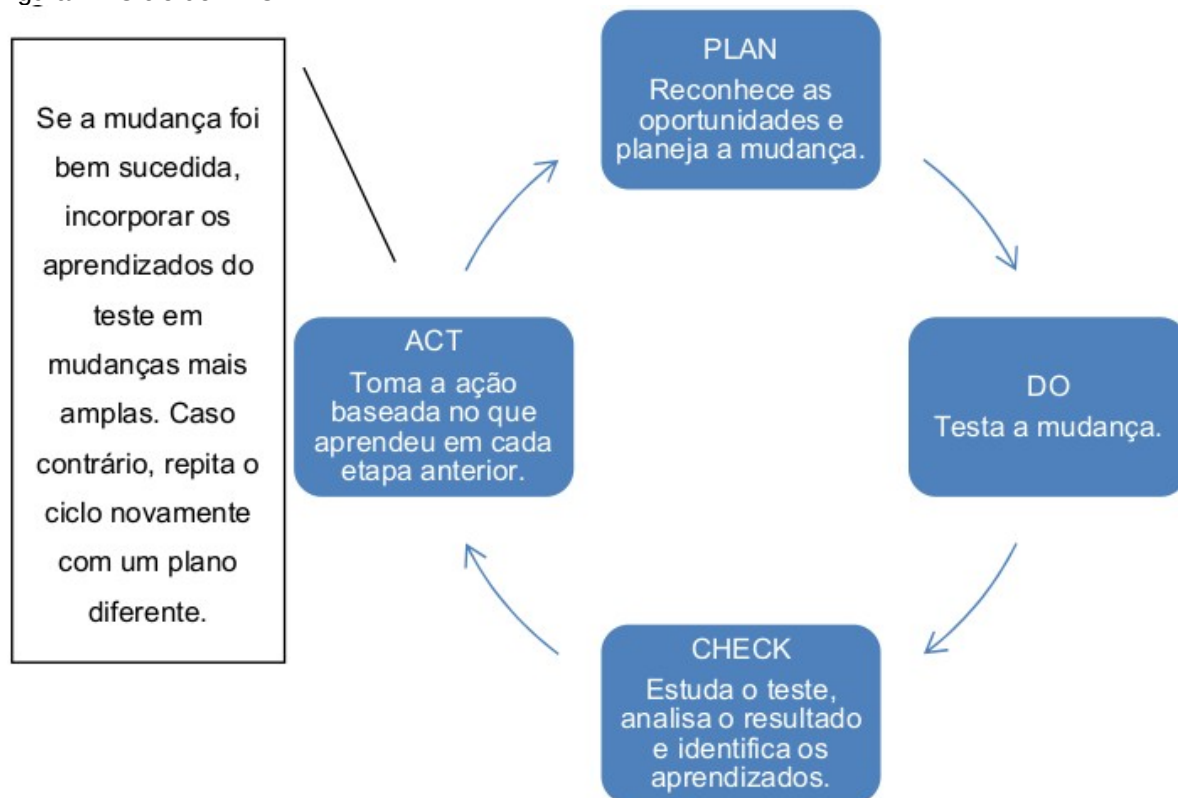 Se a mudança foi
bem sucedida,
incorporar os
aprendizados do
teste em
mudanças mais
amplas. Caso
contrário, repita o
ciclo novamente
com um plano
diferente.
PLAN
Reconhece as
oportunidades e
planeja a mudança.
ACT
Toma a ação
baseada no que
aprendeu em cada
etapa anterior.
DO
Testa a mudança.
CHECK
Estuda o teste,
analisa o resultado
e identifica os
aprendizados.